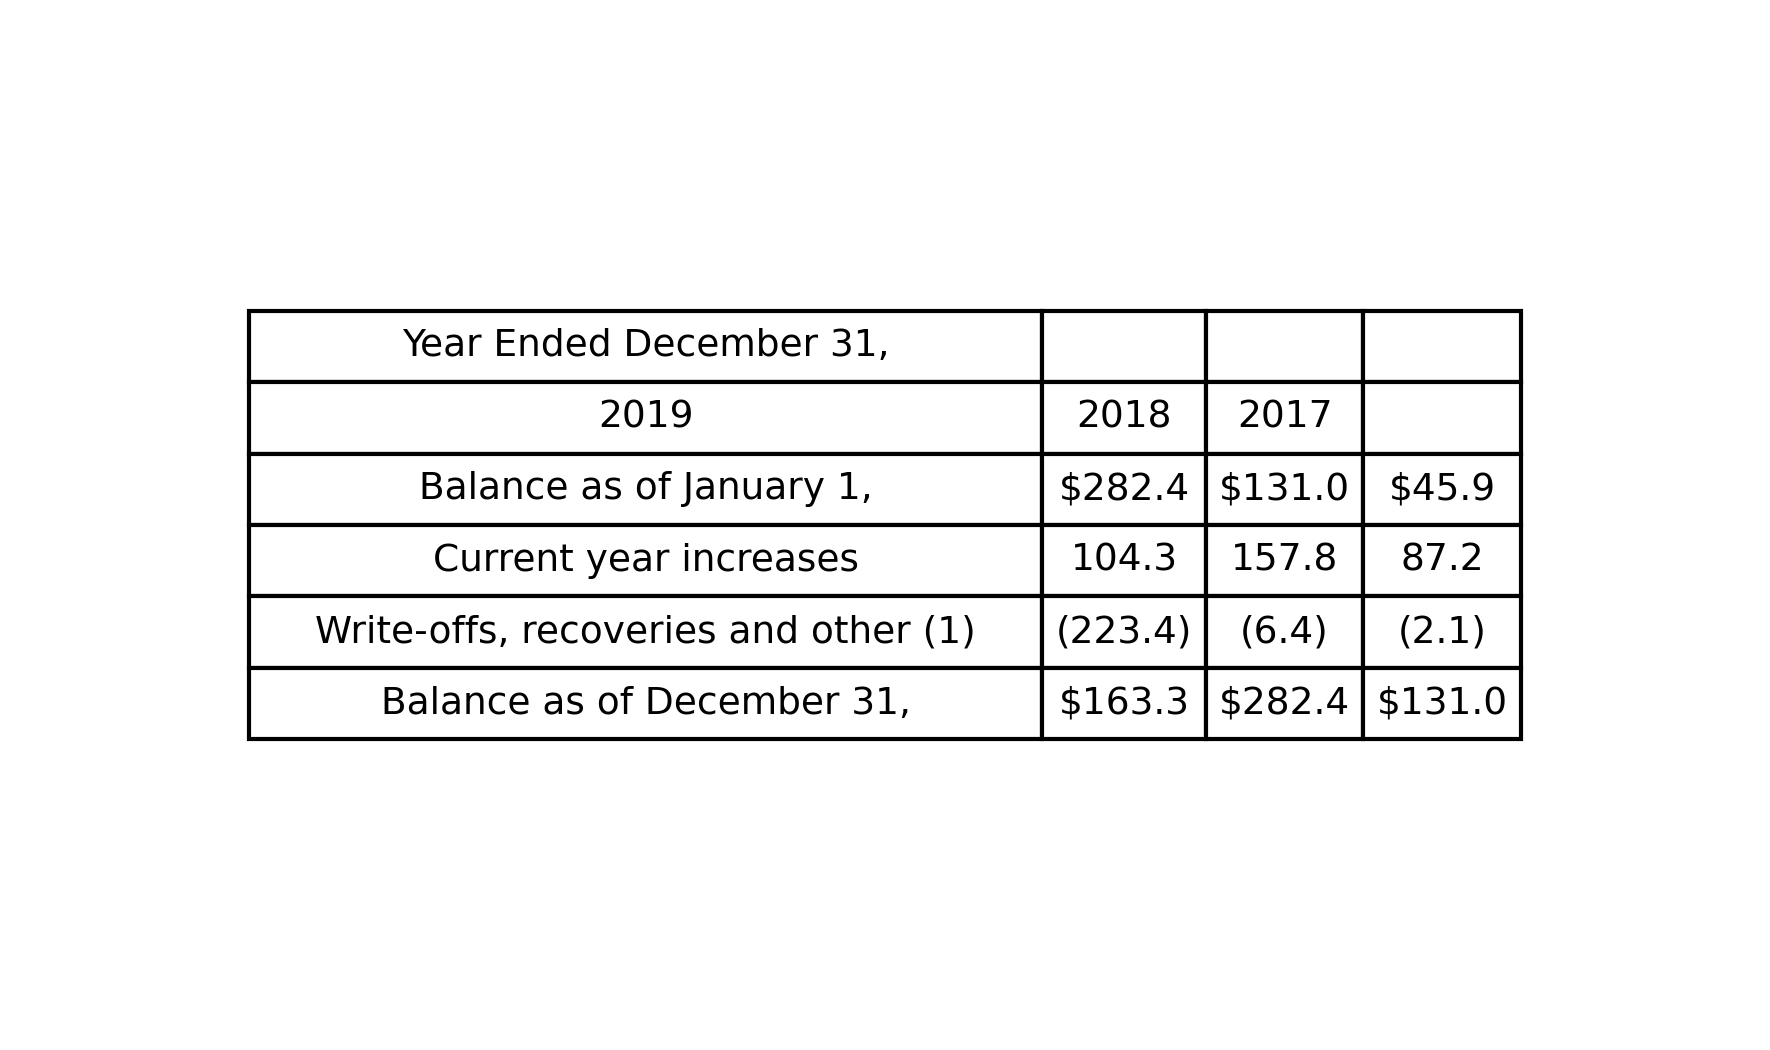 Year Ended December 31,
2019 2018 2017
Balance as of January 1, $282.4 $131.0 $45.9
Current year increases 104.3 157.8 87.2
Write-offs, recoveries and other (1) (223.4) (6.4) (2.1)
Balance as of December 31, $163.3 $282.4 $131.0